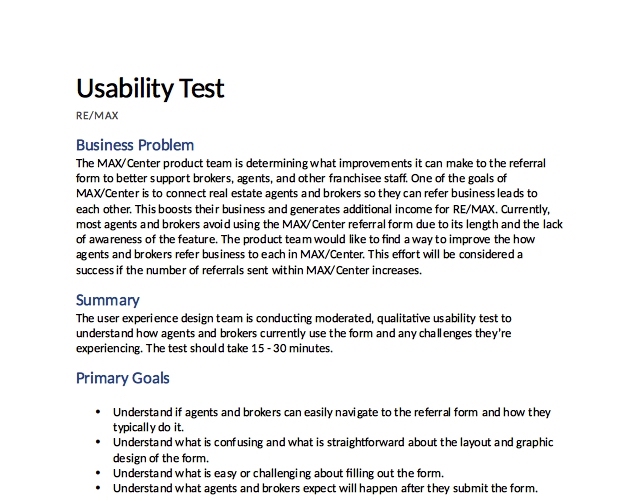 Usability Test
RE/MAX
Business Problem
The MAX/Center product team is determining what improvements it can make to the referral
form to better support brokers, agents, and other franchisee staff. One of the goals of
MAX/Center is to connect real estate agents and brokers so they can refer business leads to
each other. This boosts their business and generates additional income for RE/MAX. Currently,
most agents and brokers avoid using the MAX/Center referral form due to its length and the lack
of awareness of the feature. The product team would like to find a way to improve the how
agents and brokers refer business to each in MAX/Center. This effort will be considered a
success if the number of referrals sent within MAX/Center increases.
Summary
The user experience design team is conducting moderated, qualitative usability test to
understand how agents and brokers currently use the form and any challenges they're
experiencing. The test should take 15 - 30 minutes.
Primary Goals
• Understand if agents and brokers can easily navigate to the referral form and how they
typically do it.
• Understand what is confusing and what is straightforward about the layout and graphic
design of the form.
• Understand what is easy or challenging about filling out the form.
• Understand what agents and brokers expect will happen after they submit the form.